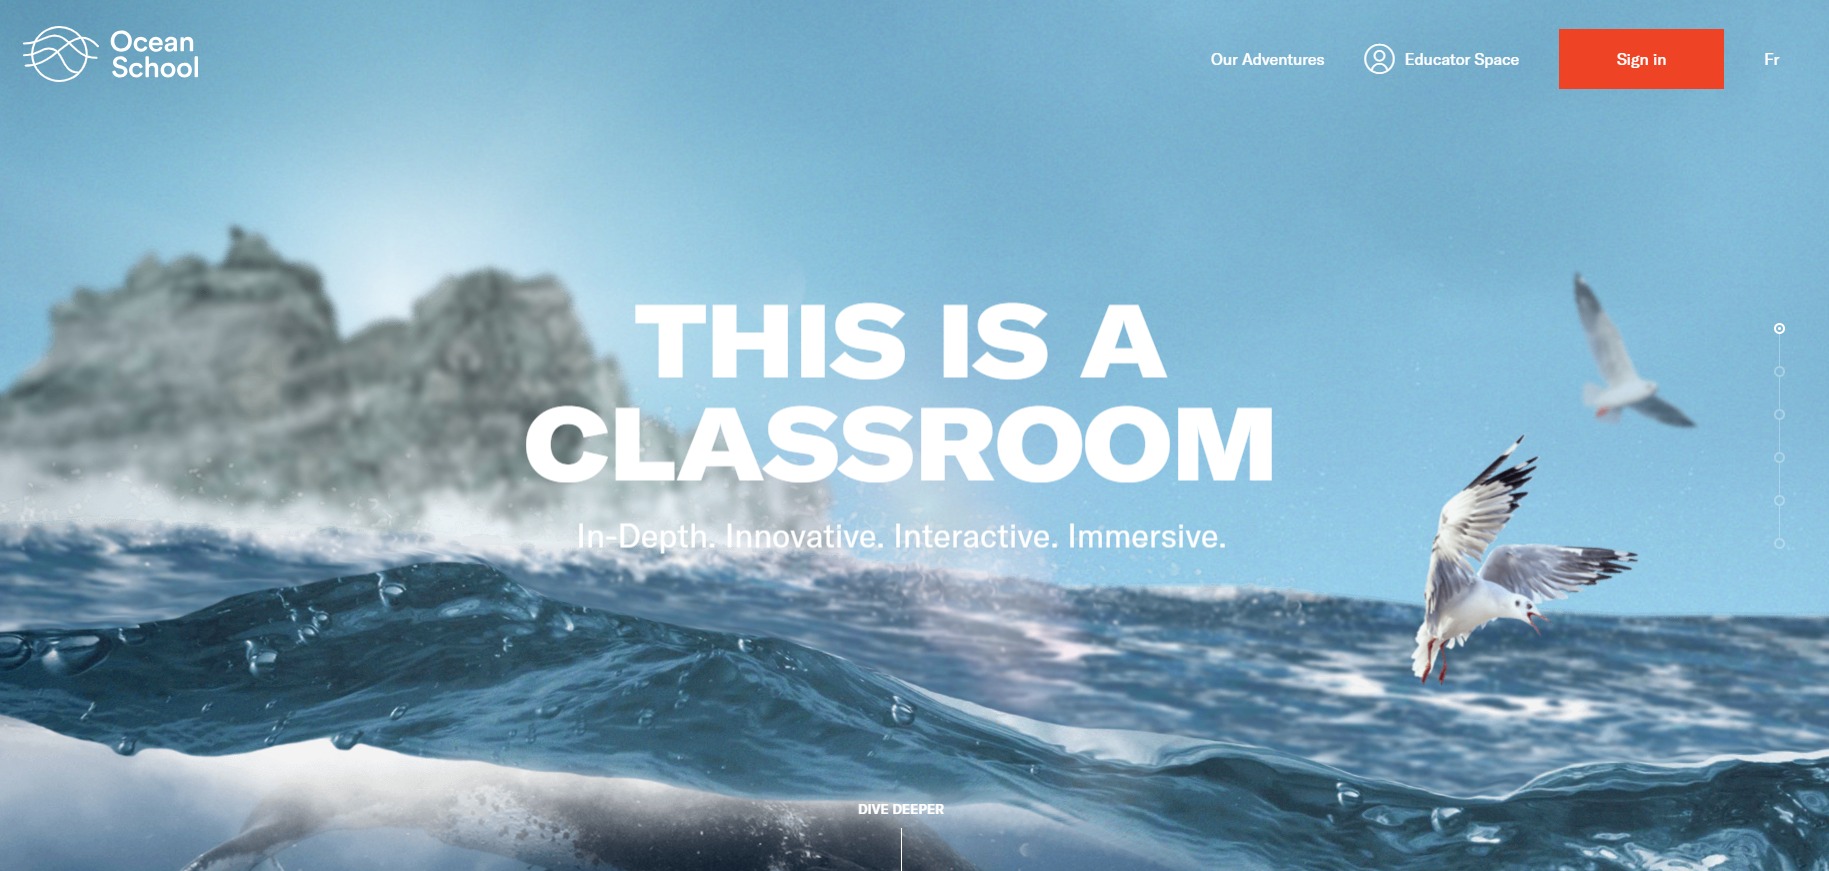 Ocean
School
Our Adventures
Educator Space
Sign in
Fr
THIS IS A
CLASSROOM
In-Depth. Innovative. Interactive. Immersive.
DIVE DEEPER